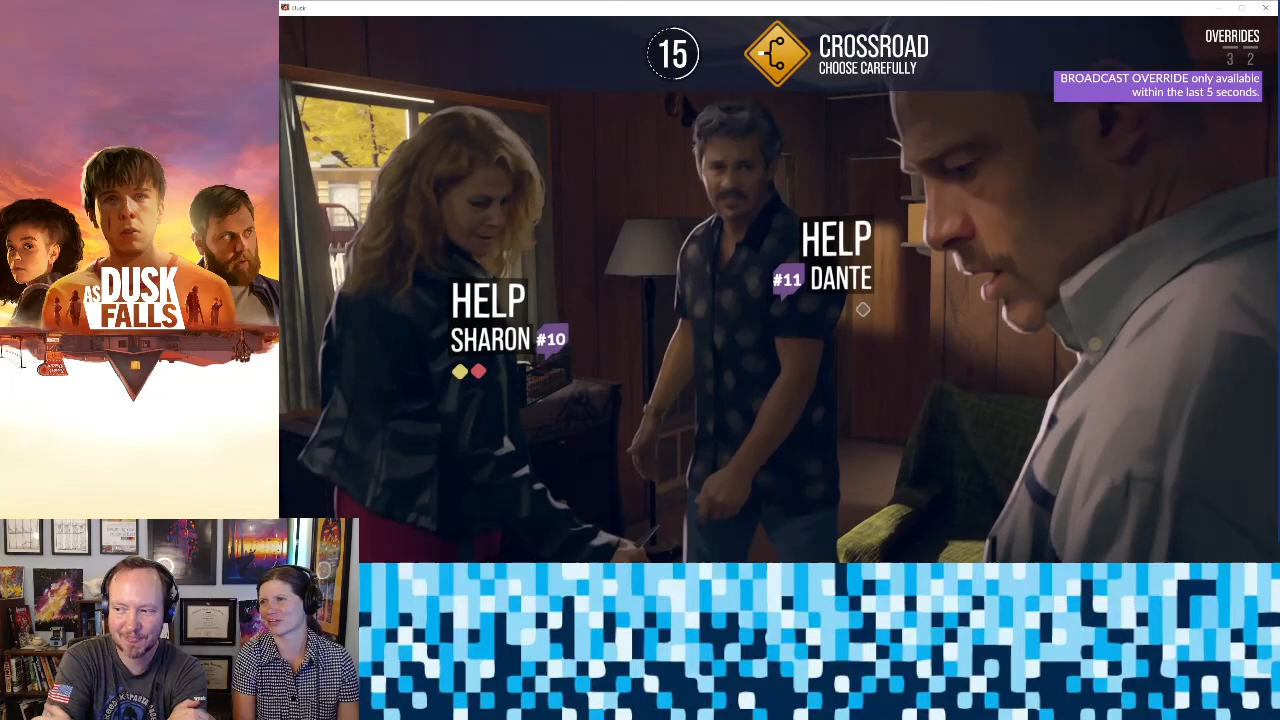 Dusk
15
CROSSROAD
CHOOSE CAREFULLY
OVERRIDES
3 2
BROADCAST OVERRIDE only available
within the last 5 seconds.
HELP
DANTE
#11
HELP
SHARON
#10
AS DUSK
FALLS